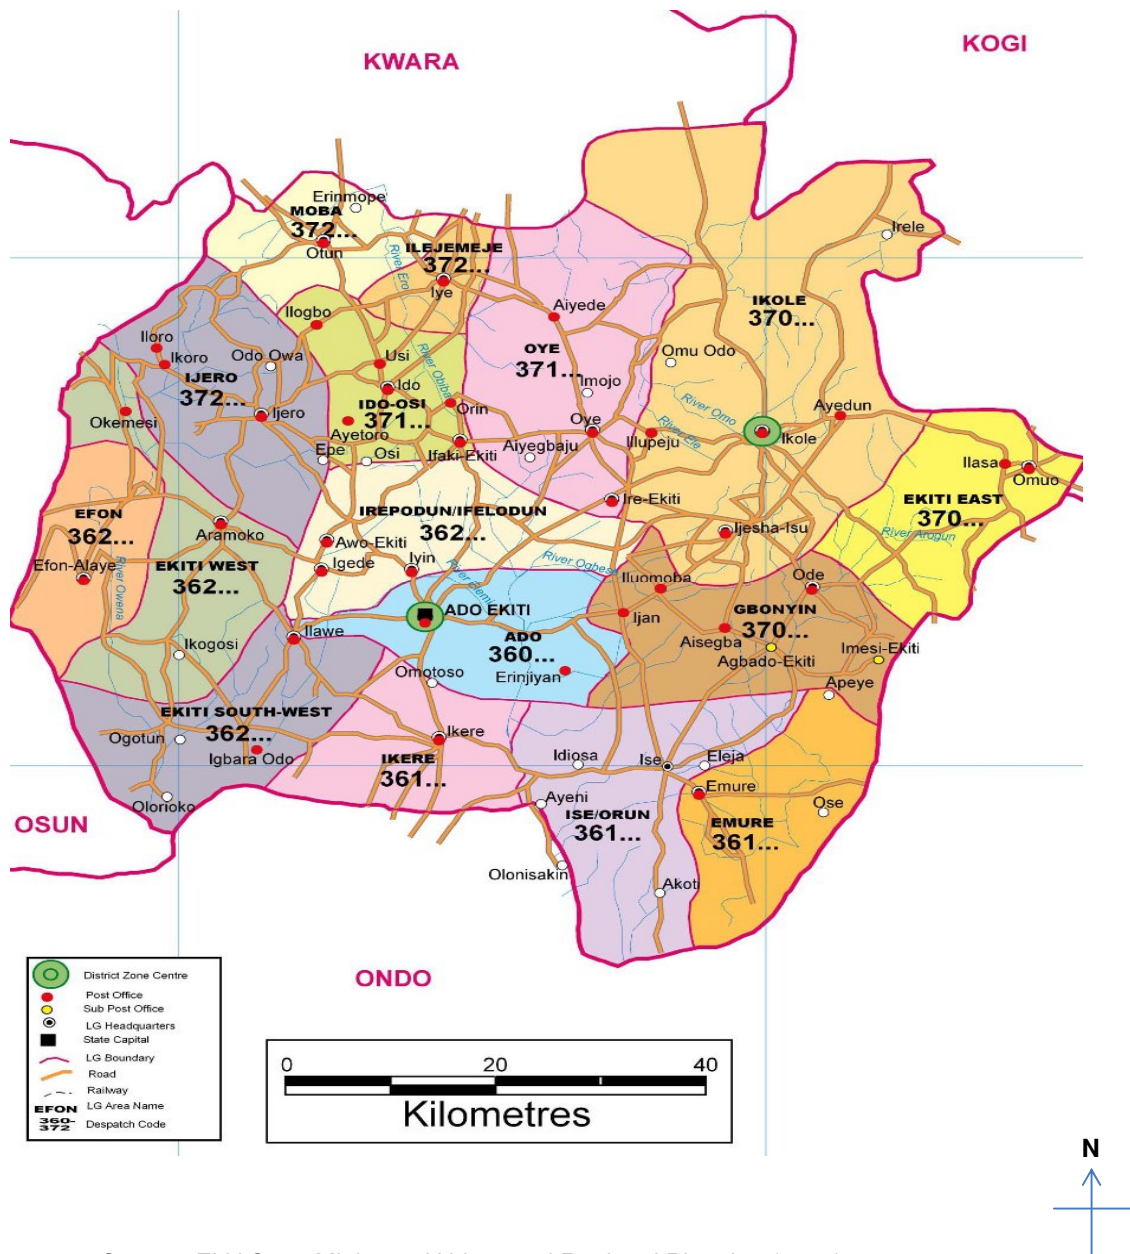 KOGI
KWARA
Erinmope
MOBA
372...
Otun
Irele
ILEJEMEJE
372...
River Ero
Iye
Ilogbo
Aiyede
IKOLE
370...
Iloro
Ikoro
Odo Owa
Usi
River Obiba
OYE
371...
Omu Odo
IJERO
372...
Ido
Imojo
Okemesi
Ijero
IDO-OSI
371...
Orin
River Omo
Ayedun
Ayetoro
Oye
Illupeju
River Ele
Ikole
Epe
Osi
Ifaki-Ekiti
Aiyegbaju
Ilasa
Omuo
EFON
362...
IREPODUN/IFELODUN
362...
Ire-Ekiti
EKITI EAST
370...
Aramoko
Awo-Ekiti
Ijesha-Isu
River Arogun
Efon-Alaye
River Owena
EKITI WEST
362...
Igede
Iyin
River Ogbesi
Iluomoba
Ode
ADO EKITI
Ijan
GBONYIN
370...
Ilawe
ADO
360...
Aisegba
Ikogosi
Agbado-Ekiti
Imesi-Ekiti
Omotoso
Erinjiyan
Apeye
EKITI SOUTH-WEST
362...
Ogotun
Igbara Odo
Ikere
IKERE
361...
Idiosa
Ise
Eleja
Olorioko
Ayeni
Emure
Ose
OSUN
ISE/ORUN
361...
EMURE
361...
Olonisakin
Akoti
ONDO
District Zone Centre
Post Office
Sub Post Office
LG Headquarters
State Capital
LG Boundary
Road
Railway
EFON LG Area Name
360-
372 Despatch Code
0 20 40
Kilometres
N